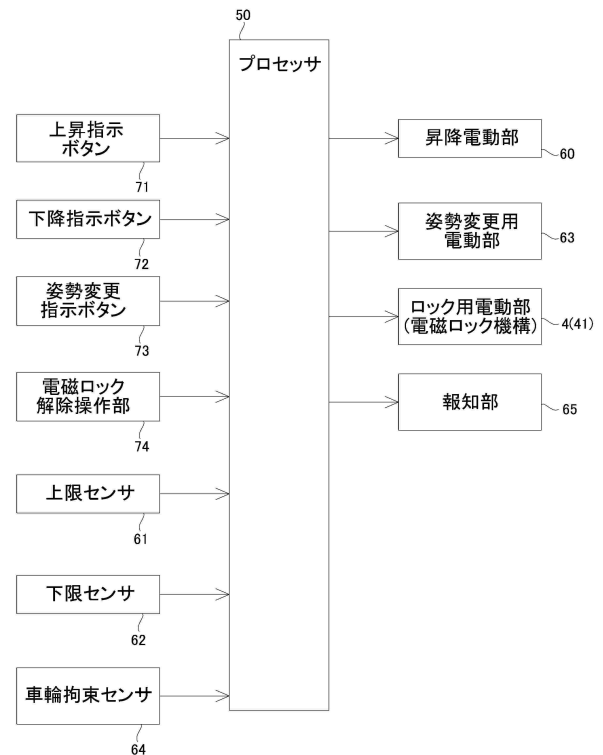 50
プロセッサ
上昇指示
ボタン
71
下降指示ボタン
72
姿勢変更
指示ボタン
73
電磁ロック
解除操作部
74
上限センサ
61
下限センサ
62
車輪拘束センサ
64
昇降電動部
60
姿勢変更用
電動部
63
ロック用電動部
(電磁ロック機構)
4(41)
報知部
65